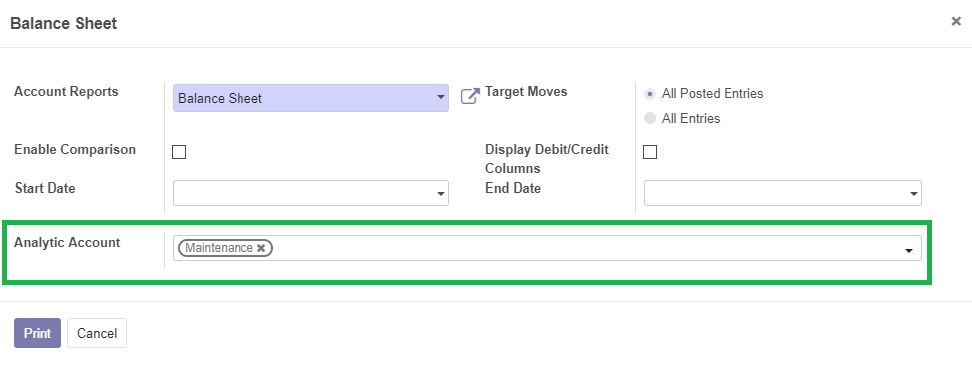 Balance Sheet ×
Account Reports Balance Sheet Target Moves All Posted Entries
All Entries
Enable Comparison Display Debit/Credit
Columns
Start Date End Date
Analytic Account Maintenance ×
Print Cancel